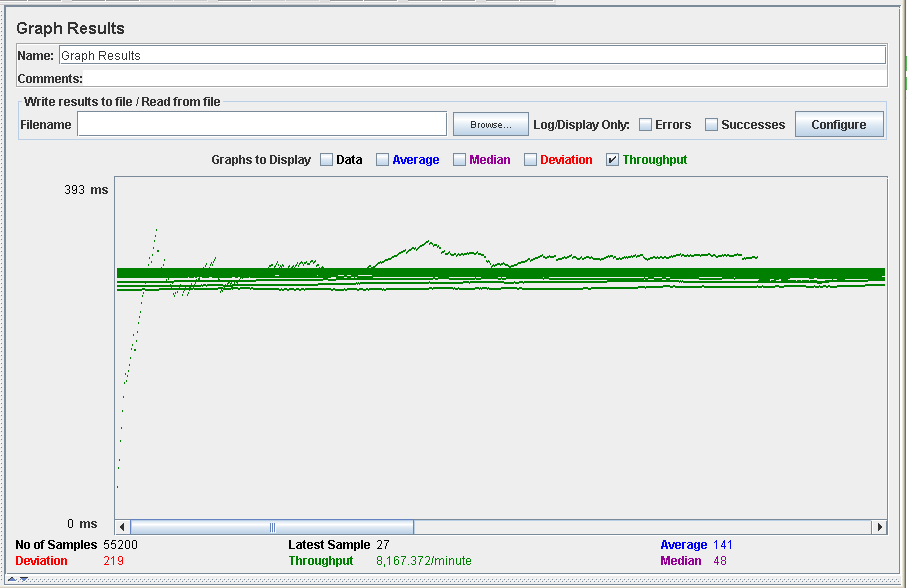 Graph Results
Name: Graph Results
Comments:
Write results to file / Read from file
Filename Browse... Log/Display Only: Errors Successes Configure
Graphs to Display Data Average Median Deviation Throughput
393 ms
0 ms
No of Samples 55200 Latest Sample 27 Average 141
Deviation 219 Throughput 8,167.372/minute Median 48